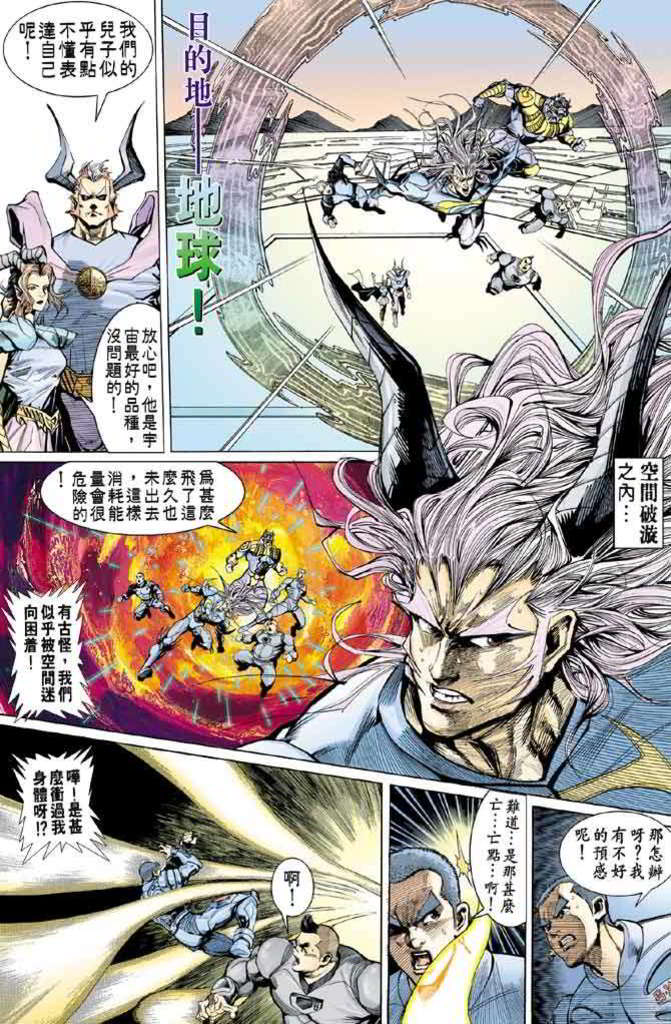 目的地——
地球！
我們的
兒子似
乎有點
不懂表
達自己
呢！
放心吧，他是宇
宙最好的品種，
沒問題的！
空間破漩
之內…
為甚麼
飛了這
麼久也
未出去
，這樣
消耗能
量會很
危險的
！
有古怪，我們
似乎被空間迷
向困着！
那怎辦
呀？我
有不好
的預感
呢！
難道…是那甚麼
亡…亡點…啊！
啊！
嘩！是甚
麼衝過我
身體呀!?